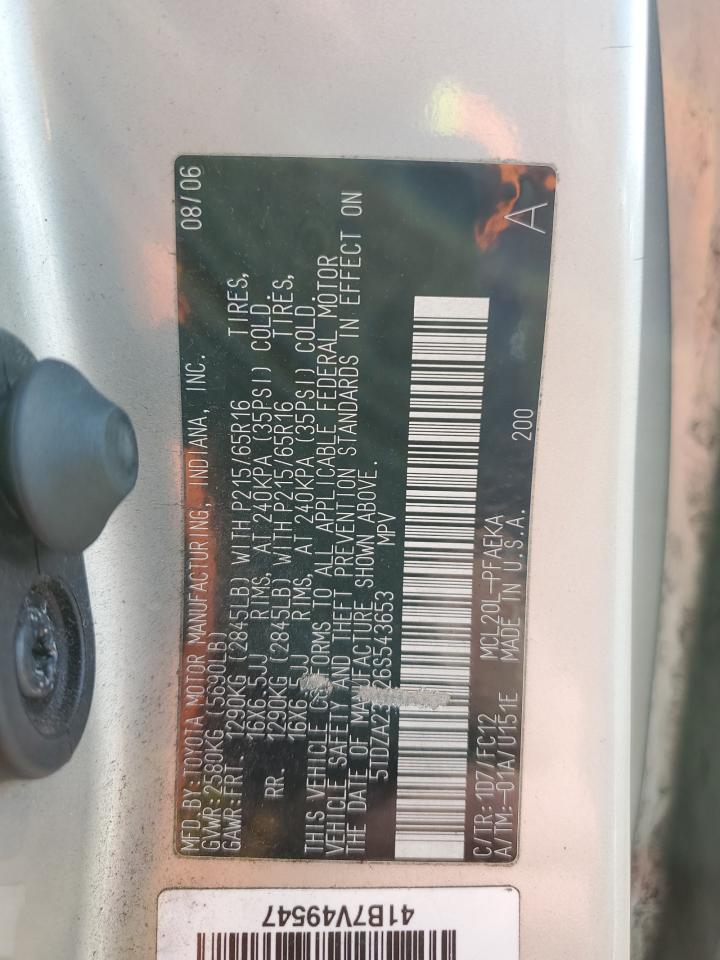 MFD.BY:TOYOTA MOTOR MANUFACTURING, INDIANA, INC. 08/06
GVWR:2580KG (5690LB)
GAWR:FRT 1290KG (2845LB) WITH P215/65R16 TIRES,
16X6.5JJ RIMS, AT 240KPA (35PSI) COLD.
RR. 1290KG (2845LB) WITH P215/65R16 TIRES,
16X6.5JJ RIMS, AT 240KPA (35PSI) COLD.
THIS VEHICLE CONFORMS TO ALL APPLICABLE FEDERAL MOTOR
VEHICLE SAFETY AND THEFT PREVENTION STANDARDS IN EFFECT ON
THE DATE OF MANUFACTURE SHOWN ABOVE.
MPV
A
C/TR:1D7/FC12 MCL20L-PFAEKA 200
A/TM:-01A/U151E MADE IN U.S.A.
41B7V49547